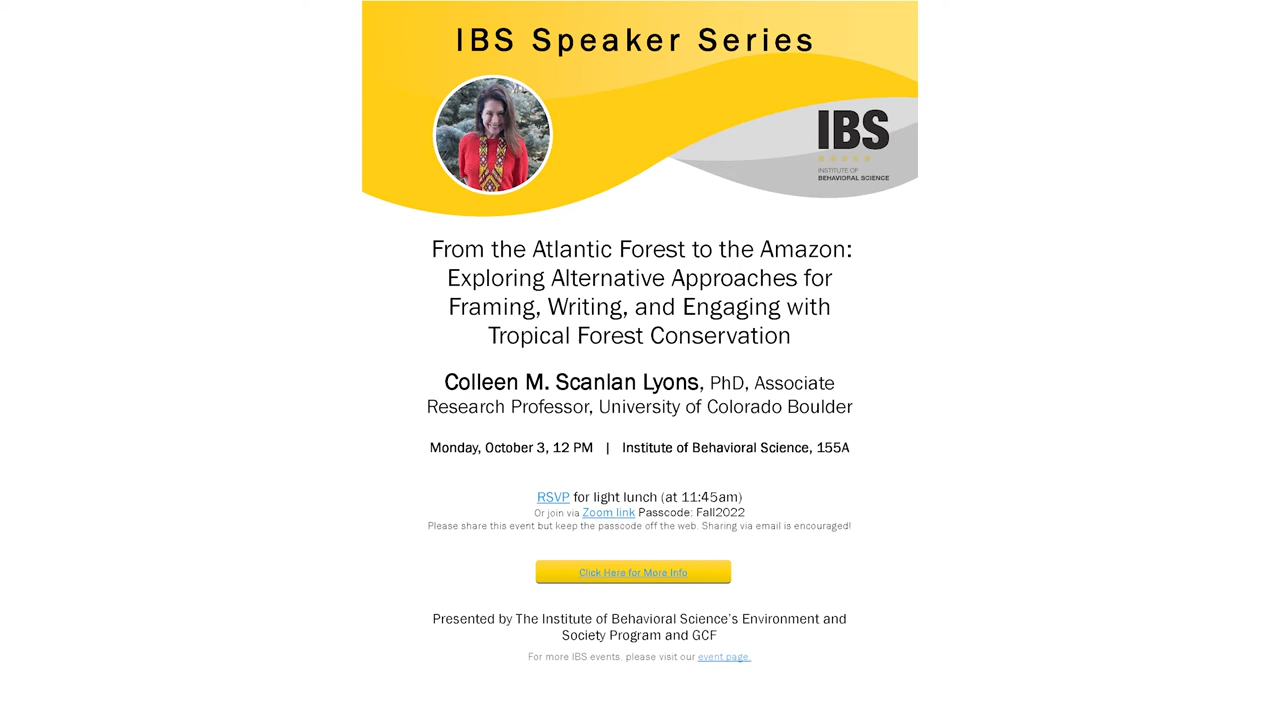 IBS Speaker Series
IBS
INSTITUTE OF
BEHAVIORAL SCIENCE
From the Atlantic Forest to the Amazon:
Exploring Alternative Approaches for
Framing, Writing, and Engaging with
Tropical Forest Conservation
Colleen M. Scanlan Lyons, PhD, Associate
Research Professor, University of Colorado Boulder
Monday, October 3, 12 PM | Institute of Behavioral Science, 155A
RSVP for light lunch (at 11:45am)
Or join via Zoom link Passcode: Fall2022
Please share this event but keep the passcode off the web. Sharing via email is encouraged!
Click Here for More Info
Presented by The Institute of Behavioral Science's Environment and
Society Program and GCF
For more IBS events, please visit our event page.